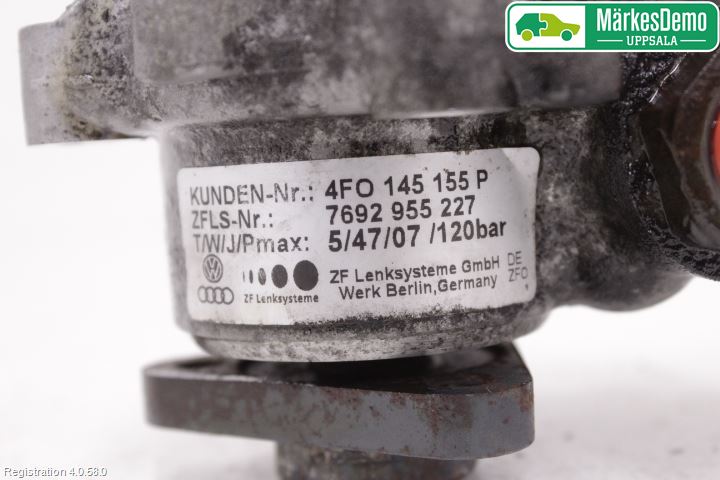 MärkesDemo
UPPSALA
KUNDEN-Nr.: 4FO 145 155 P
ZFLS-Nr.: 7692 955 227
T/W/J/Pmax: 5/47/07 /120bar
ZF Lenksysteme GmbH DE
Werk Berlin,Germany ZFO
ZF Lenksysteme
Registration 4.0.58.0